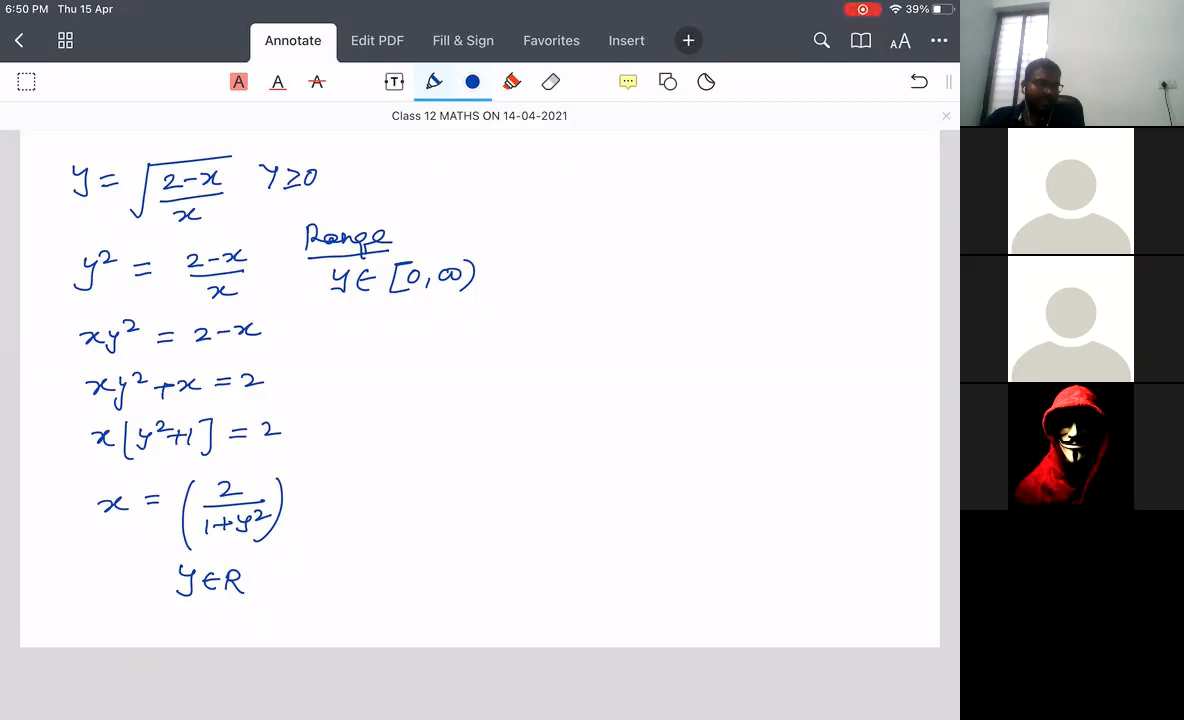 6:50 PM Thu 15 Apr 39%
Annotate Edit PDF Fill & Sign Favorites Insert
Class 12 MATHS ON 14-04-2021
y = √((2-x)/x) y ≥ 0
Range
y² = (2-x)/x y ∈ [0, ∞)
xy² = 2-x
xy² + x = 2
x[y²+1] = 2
x = (2/(1+y²))
y ∈ R